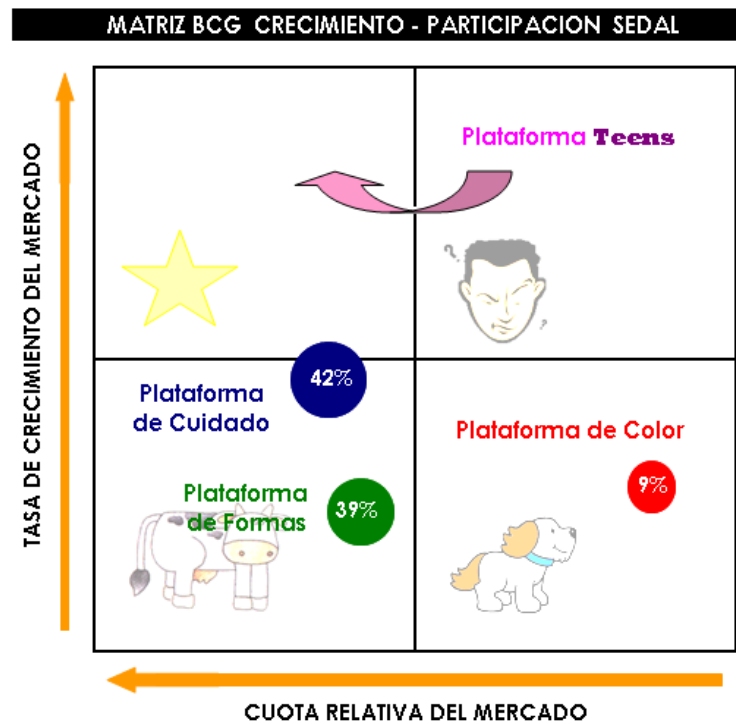 MATRIZ BCG CRECIMIENTO - PARTICIPACION SEDAL
TASA DE CRECIMIENTO DEL MERCADO
Plataforma Teens
?
?
42%
Plataforma
de Cuidado
Plataforma de Color
9%
Plataforma
de Formas
39%
CUOTA RELATIVA DEL MERCADO